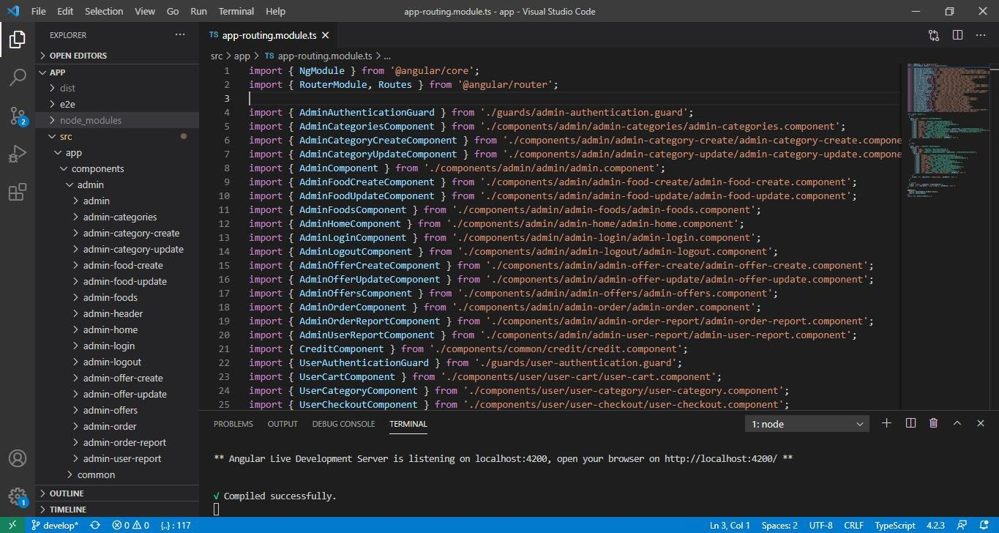 File Edit Selection View Go Run Terminal Help
app-routing.module.ts - app - Visual Studio Code
EXPLORER
OPEN EDITORS
APP
dist
e2e
node_modules
src
app
components
admin
admin
admin-categories
admin-category-create
admin-category-update
admin-food-create
admin-food-update
admin-foods
admin-header
admin-home
admin-login
admin-logout
admin-offer-create
admin-offer-update
admin-offers
admin-order
admin-order-report
admin-user-report
common
OUTLINE
TIMELINE
2
1
TS app-routing.module.ts
src > app > TS app-routing.module.ts > ...
1 import { NgModule } from '@angular/core';
2 import { RouterModule, Routes } from '@angular/router';
3
4 import { AdminAuthenticationGuard } from './guards/admin-authentication.guard';
5 import { AdminCategoriesComponent } from './components/admin/admin-categories/admin-categories.component';
6 import { AdminCategoryCreateComponent } from './components/admin/admin-category-create/admin-category-create.compone
7 import { AdminCategoryUpdateComponent } from './components/admin/admin-category-update/admin-category-update.compone
8 import { AdminComponent } from './components/admin/admin/admin.component';
9 import { AdminFoodCreateComponent } from './components/admin/admin-food-create/admin-food-create.component';
10 import { AdminFoodUpdateComponent } from './components/admin/admin-food-update/admin-food-update.component';
11 import { AdminFoodsComponent } from './components/admin/admin-foods/admin-foods.component';
12 import { AdminHomeComponent } from './components/admin/admin-home/admin-home.component';
13 import { AdminLoginComponent } from './components/admin/admin-login/admin-login.component';
14 import { AdminLogoutComponent } from './components/admin/admin-logout/admin-logout.component';
15 import { AdminOfferCreateComponent } from './components/admin/admin-offer-create/admin-offer-create.component';
16 import { AdminOfferUpdateComponent } from './components/admin/admin-offer-update/admin-offer-update.component';
17 import { AdminOffersComponent } from './components/admin/admin-offers/admin-offers.component';
18 import { AdminOrderComponent } from './components/admin/admin-order/admin-order.component';
19 import { AdminOrderReportComponent } from './components/admin/admin-order-report/admin-order-report.component';
20 import { AdminUserReportComponent } from './components/admin/admin-user-report/admin-user-report.component';
21 import { CreditComponent } from './components/common/credit/credit.component';
22 import { UserAuthenticationGuard } from './guards/user-authentication.guard';
23 import { UserCartComponent } from './components/user/user-cart/user-cart.component';
24 import { UserCategoryComponent } from './components/user/user-category/user-category.component';
25 import { UserCheckoutComponent } from './components/user/user-checkout/user-checkout.component';
PROBLEMS OUTPUT DEBUG CONSOLE TERMINAL
1: node
** Angular Live Development Server is listening on localhost:4200, open your browser on http://localhost:4200/ **
√ Compiled successfully.
develop* 0 0 {..} : 117
Ln 3, Col 1 Spaces: 2 UTF-8 CRLF TypeScript 4.2.3